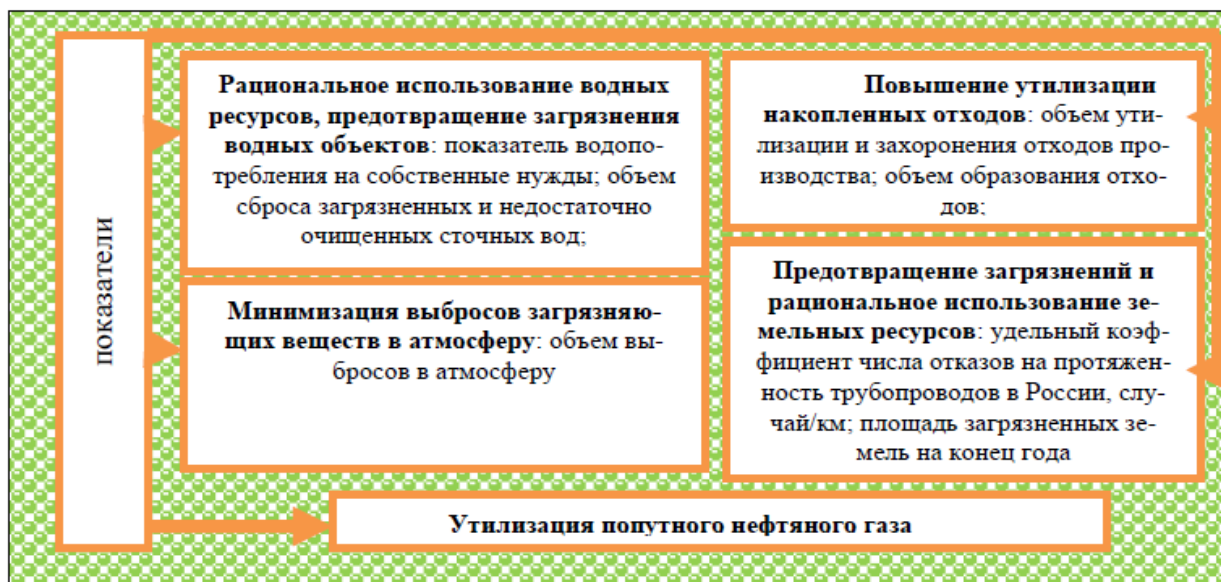 показатели
Рациональное использование водных
ресурсов, предотвращение загрязнения
водных объектов: показатель водопо-
требления на собственные нужды; объем
сброса загрязненных и недостаточно
очищенных сточных вод;
Минимизация выбросов загрязняю-
щих веществ в атмосферу: объем вы-
бросов в атмосферу
Повышение утилизации
накопленных отходов: объем ути-
лизации и захоронения отходов про-
изводства; объем образования отхо-
дов;
Предотвращение загрязнений и
рациональное использование зе-
мельных ресурсов: удельный коэф-
фициент числа отказов на протяжен-
ность трубопроводов в России, слу-
чай/км; площадь загрязненных зе-
мель на конец года
Утилизация попутного нефтяного газа